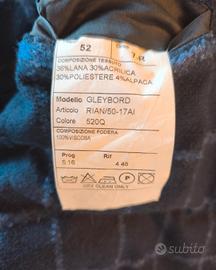 52
COMPOSIZIONE TESSUTO
36%LANA 30%ACRILICA
30%POLIESTERE 4%ALPACA
Modello GLEYBORD
Articolo RIAN/50-17AI
Colore 520Q
COMPOSIZIONE FODERA
100%VISCOSA
Prog Rif
5.16 4.40
DRY CLEAN ONLY
subito